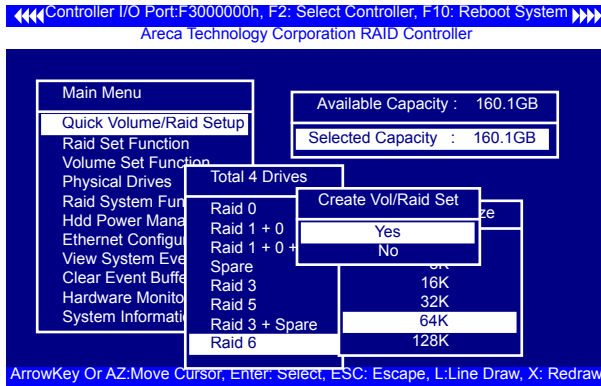 Controller I/O Port:F3000000h, F2: Select Controller, F10: Reboot System
Areca Technology Corporation RAID Controller
Main Menu
Quick Volume/Raid Setup
Raid Set Function
Volume Set Function
Physical Drives
Raid System Fun
Hdd Power Mana
Ethernet Configu
View System Eve
Clear Event Buffe
Hardware Monito
System Informati
Available Capacity : 160.1GB
Selected Capacity : 160.1GB
Total 4 Drives
Raid 0
Raid 1 + 0
Raid 1 + 0 +
Spare
Raid 3
Raid 5
Raid 3 + Spare
Raid 6
Create Vol/Raid Set
Yes
No
ze
16K
32K
64K
128K
ArrowKey Or AZ:Move Cursor, Enter: Select, ESC: Escape, L:Line Draw, X: Redraw